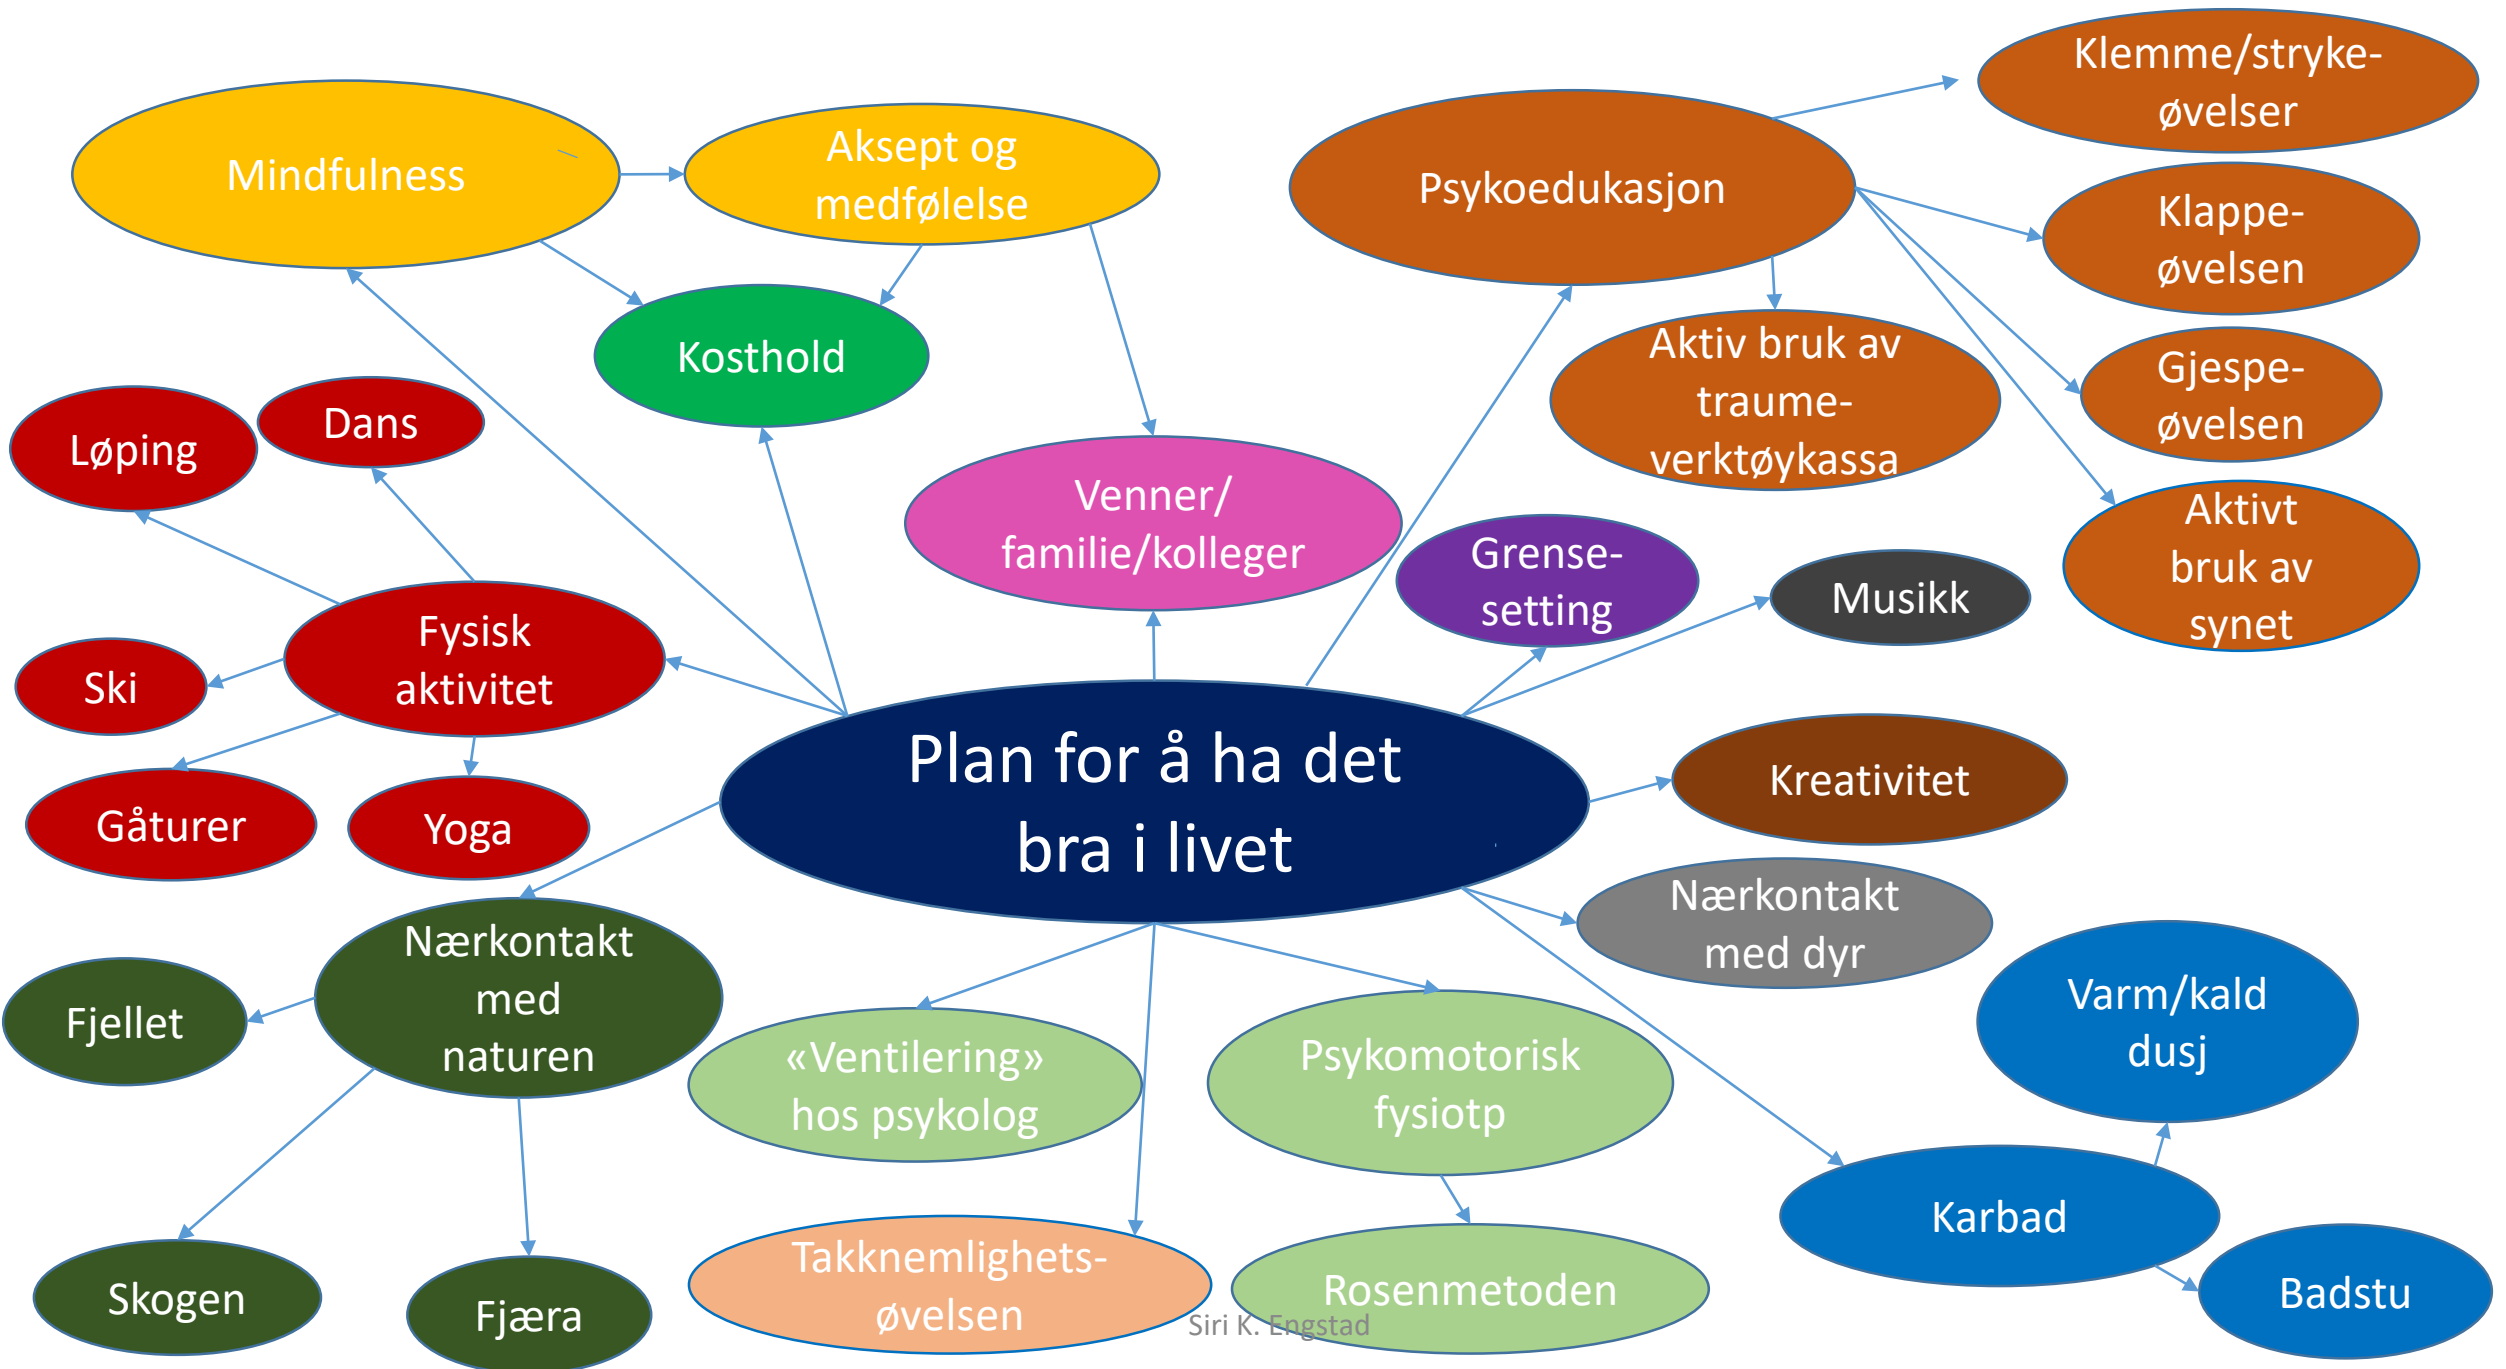 Klemme/stryke-
øvelser
Mindfulness
Aksept og
medfølelse
Psykoedukasjon
Klappe-
øvelsen
Kosthold
Aktiv bruk av
traume-
verktøykassa
Gjespe-
øvelsen
Løping
Dans
Venner/
familie/kolleger
Grense-
setting
Musikk
Aktivt
bruk av
synet
Fysisk
aktivitet
Ski
Gåturer
Yoga
Plan for å ha det
bra i livet
Kreativitet
Nærkontakt
med dyr
Nærkontakt
med
naturen
Fjellet
«Ventilering»
hos psykolog
Psykomotorisk
fysiotp
Varm/kald
dusj
Karbad
Skogen
Fjæra
Takknemlighets-
øvelsen
Rosenmetoden
Badstu
Siri K. Engstad